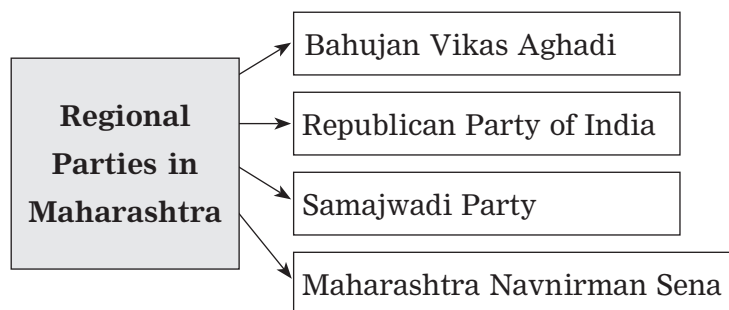 Regional
Parties in
Maharashtra
Bahujan Vikas Aghadi
Republican Party of India
Samajwadi Party
Maharashtra Navnirman Sena